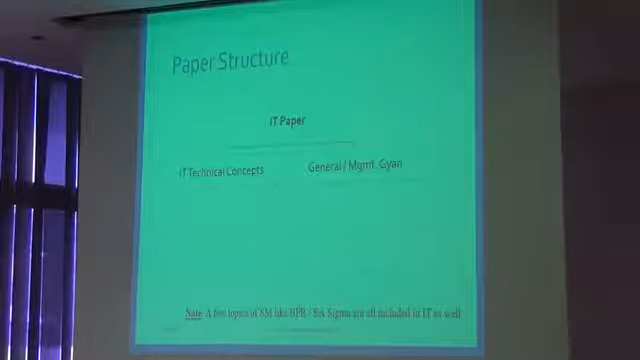 Paper Structure
IT Paper
IT Technical Concepts
General / Mgmt. Gyan
Note: A few topics of SM like BPR / Six Sigma are all included in IT as well